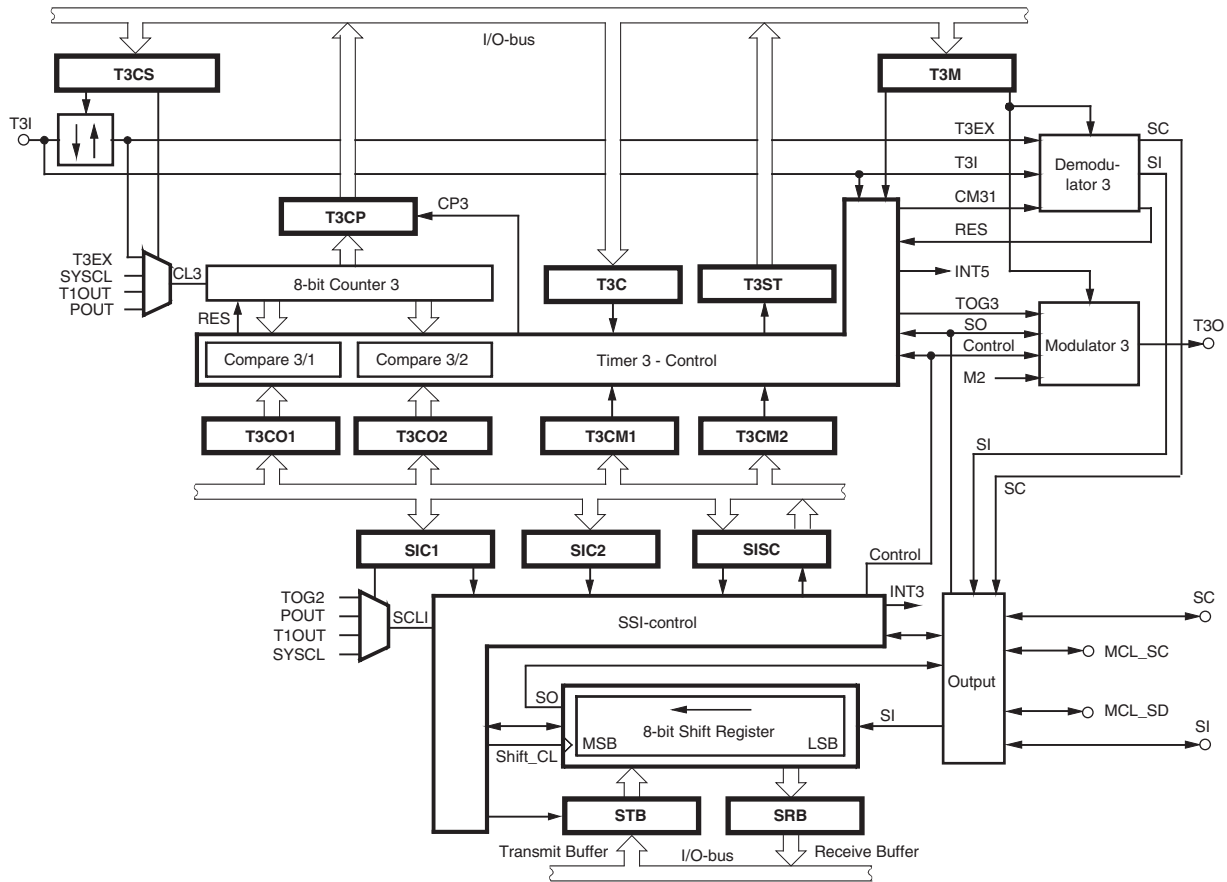 I/O-bus
T3CS
T3M
T3I
T3EX
SC
T3I
SI
Demodu-
lator 3
CM31
T3CP
CP3
RES
T3EX
SYSCL
T1OUT
POUT
CL3
8-bit Counter 3
T3C
T3ST
INT5
RES
TOG3
SO
Control
M2
Modulator 3
T3O
Compare 3/1
Compare 3/2
Timer 3 - Control
T3CO1
T3CO2
T3CM1
T3CM2
SI
SC
SIC1
SIC2
SISC
Control
TOG2
POUT
T1OUT
SYSCL
SCLI
INT3
SSI-control
SC
MCL_SC
Output
SO
SI
MCL_SD
SI
8-bit Shift Register
MSB
LSB
Shift_CL
STB
SRB
Transmit Buffer
I/O-bus
Receive Buffer